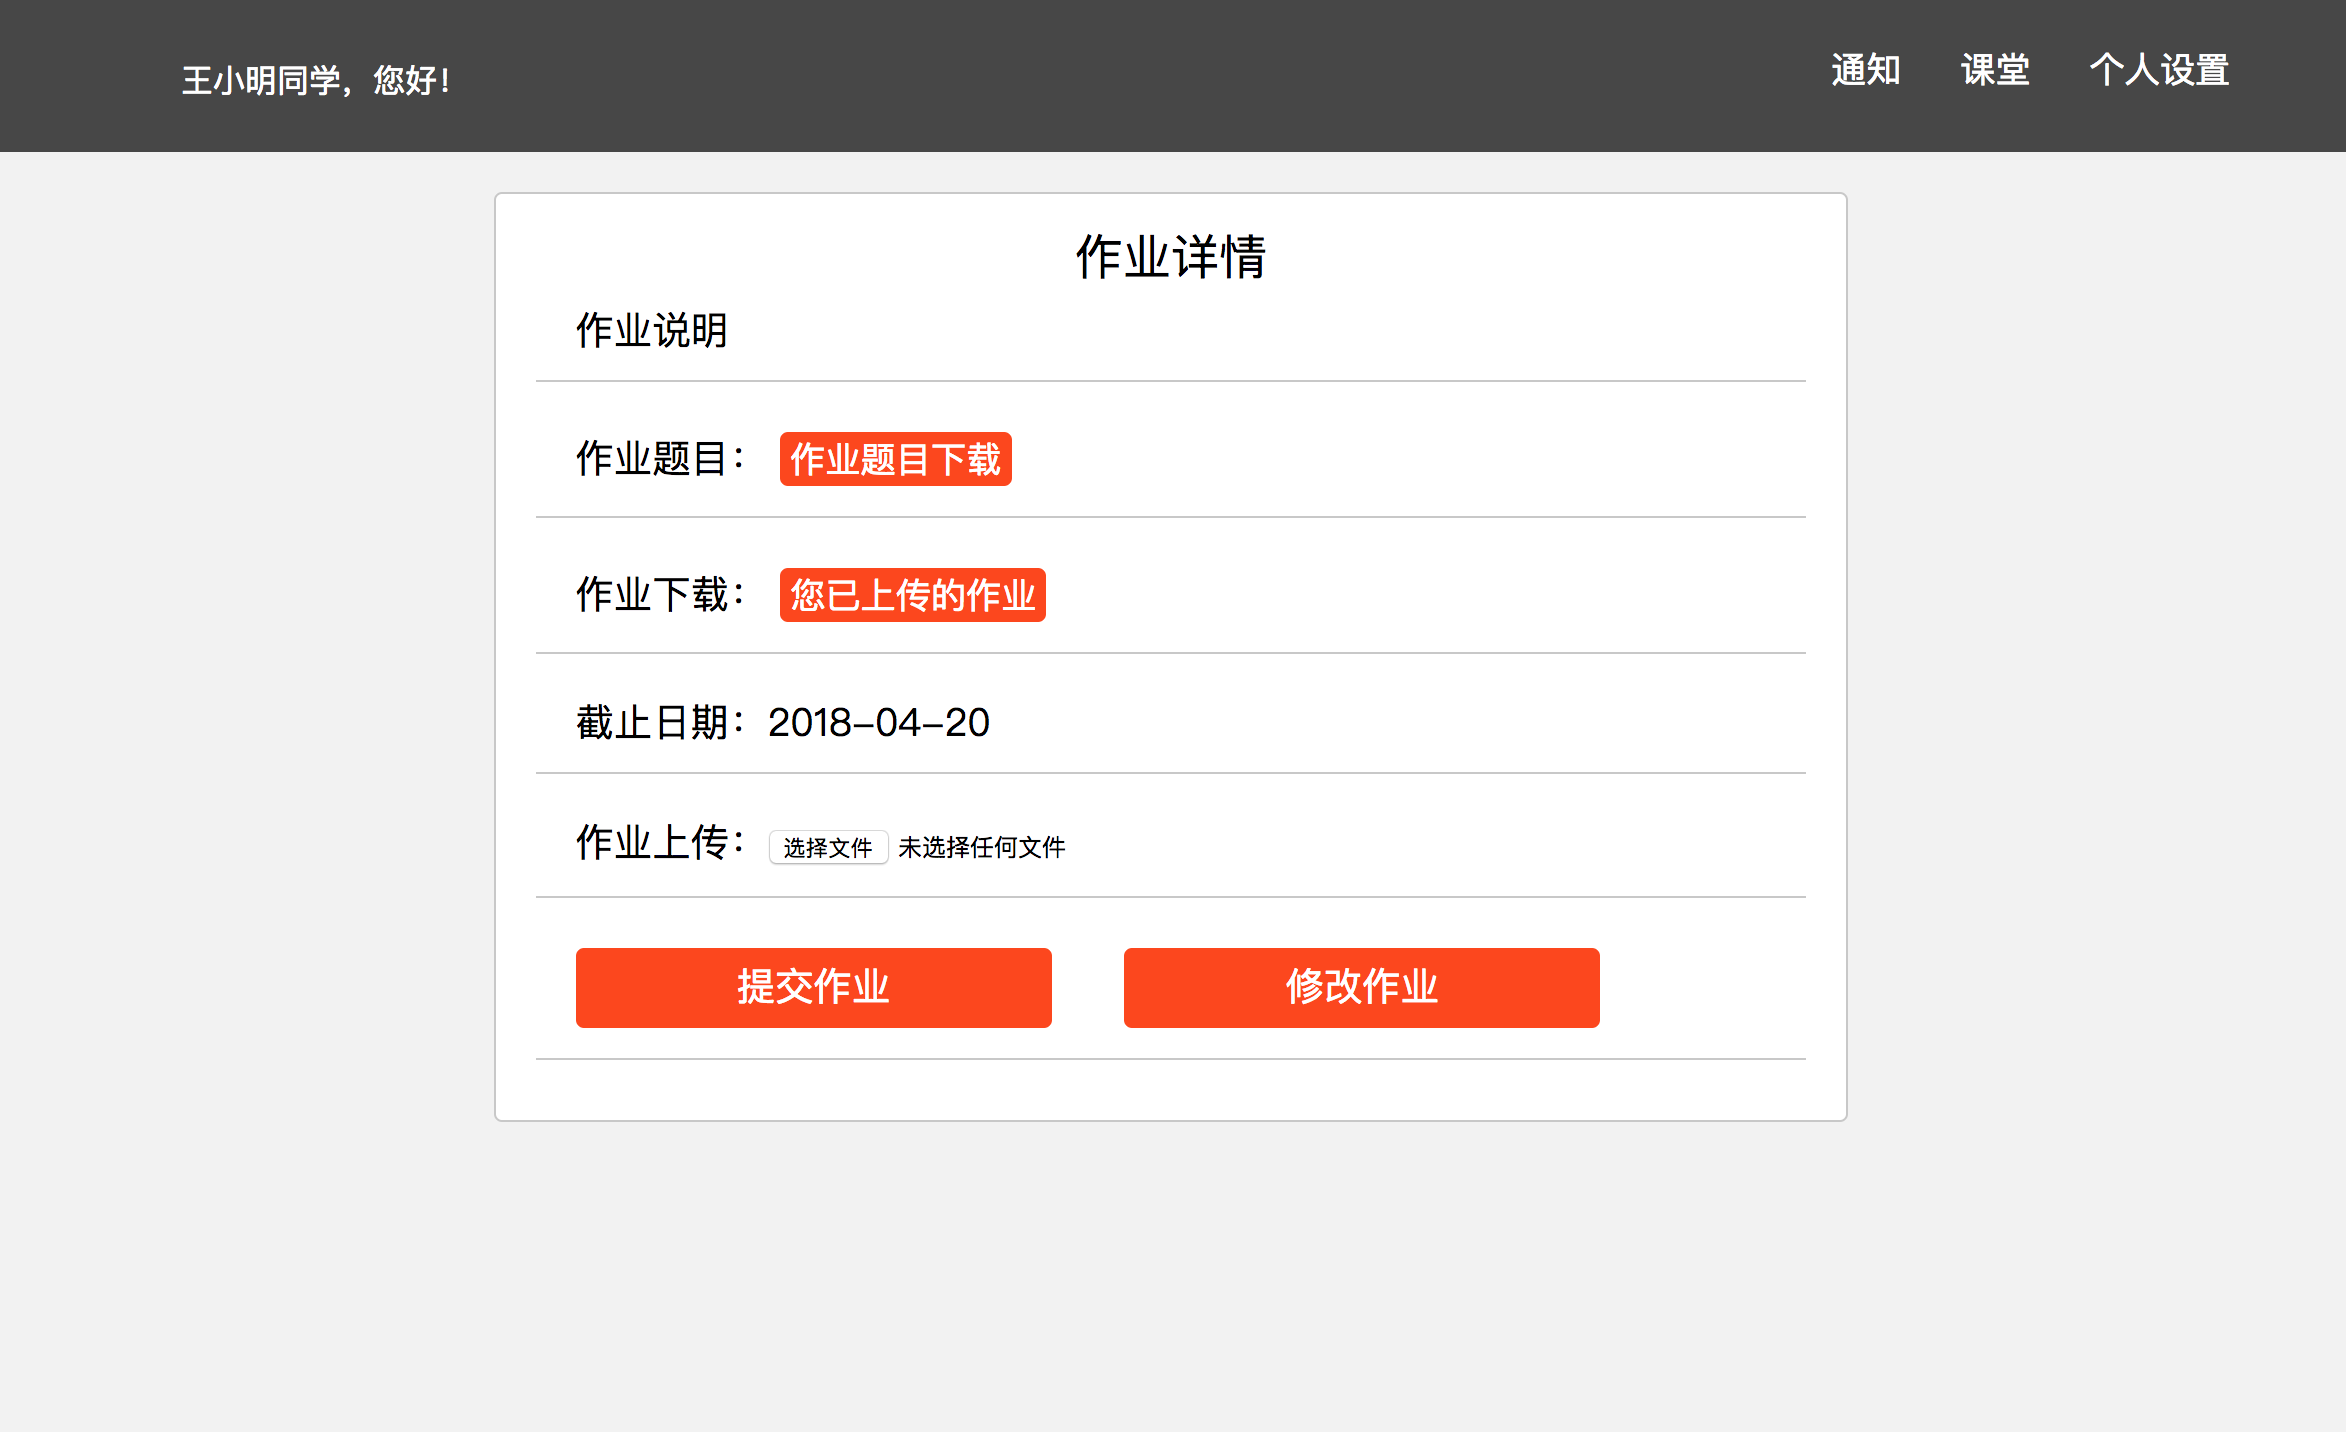 王小明同学，您好！
通知 课堂 个人设置
作业详情
作业说明
作业题目： 作业题目下载
作业下载： 您已上传的作业
截止日期：2018-04-20
作业上传： 选择文件 未选择任何文件
提交作业 修改作业